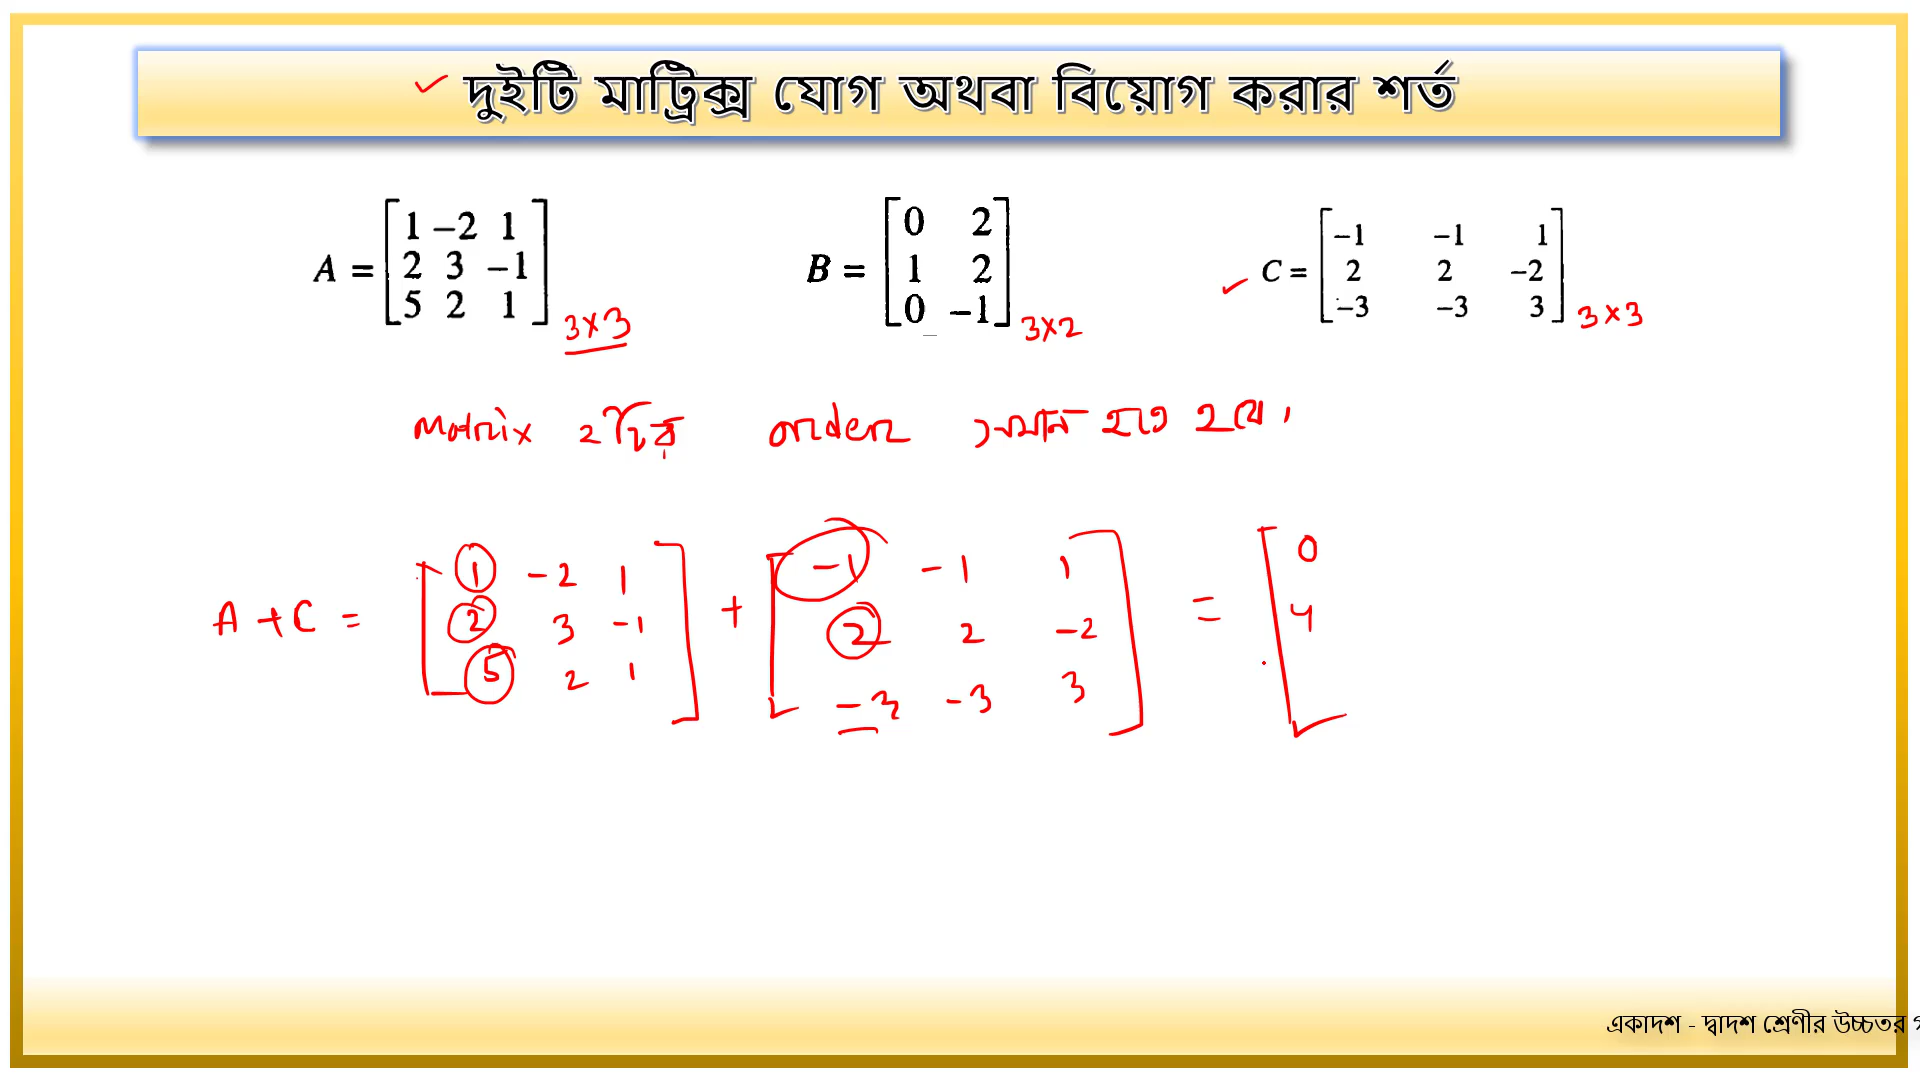 ✓ দুইটি মাট্রিক্স যোগ অথবা বিয়োগ করার শর্ত
A = [1 -2 1
2 3 -1
5 2 1] 3×3
B = [0 2
1 2
0 -1] 3×2
✓ C = [-1 -1 1
2 2 -2
-3 -3 3] 3×3
Matrix ২টির order সমান হতে হবে।
A + C = [1 -2 1
2 3 -1
5 2 1] + [-1 -1 1
2 2 -2
-3 -3 3] = [0
4
একাদশ - দ্বাদশ শ্রেণীর উচ্চতর